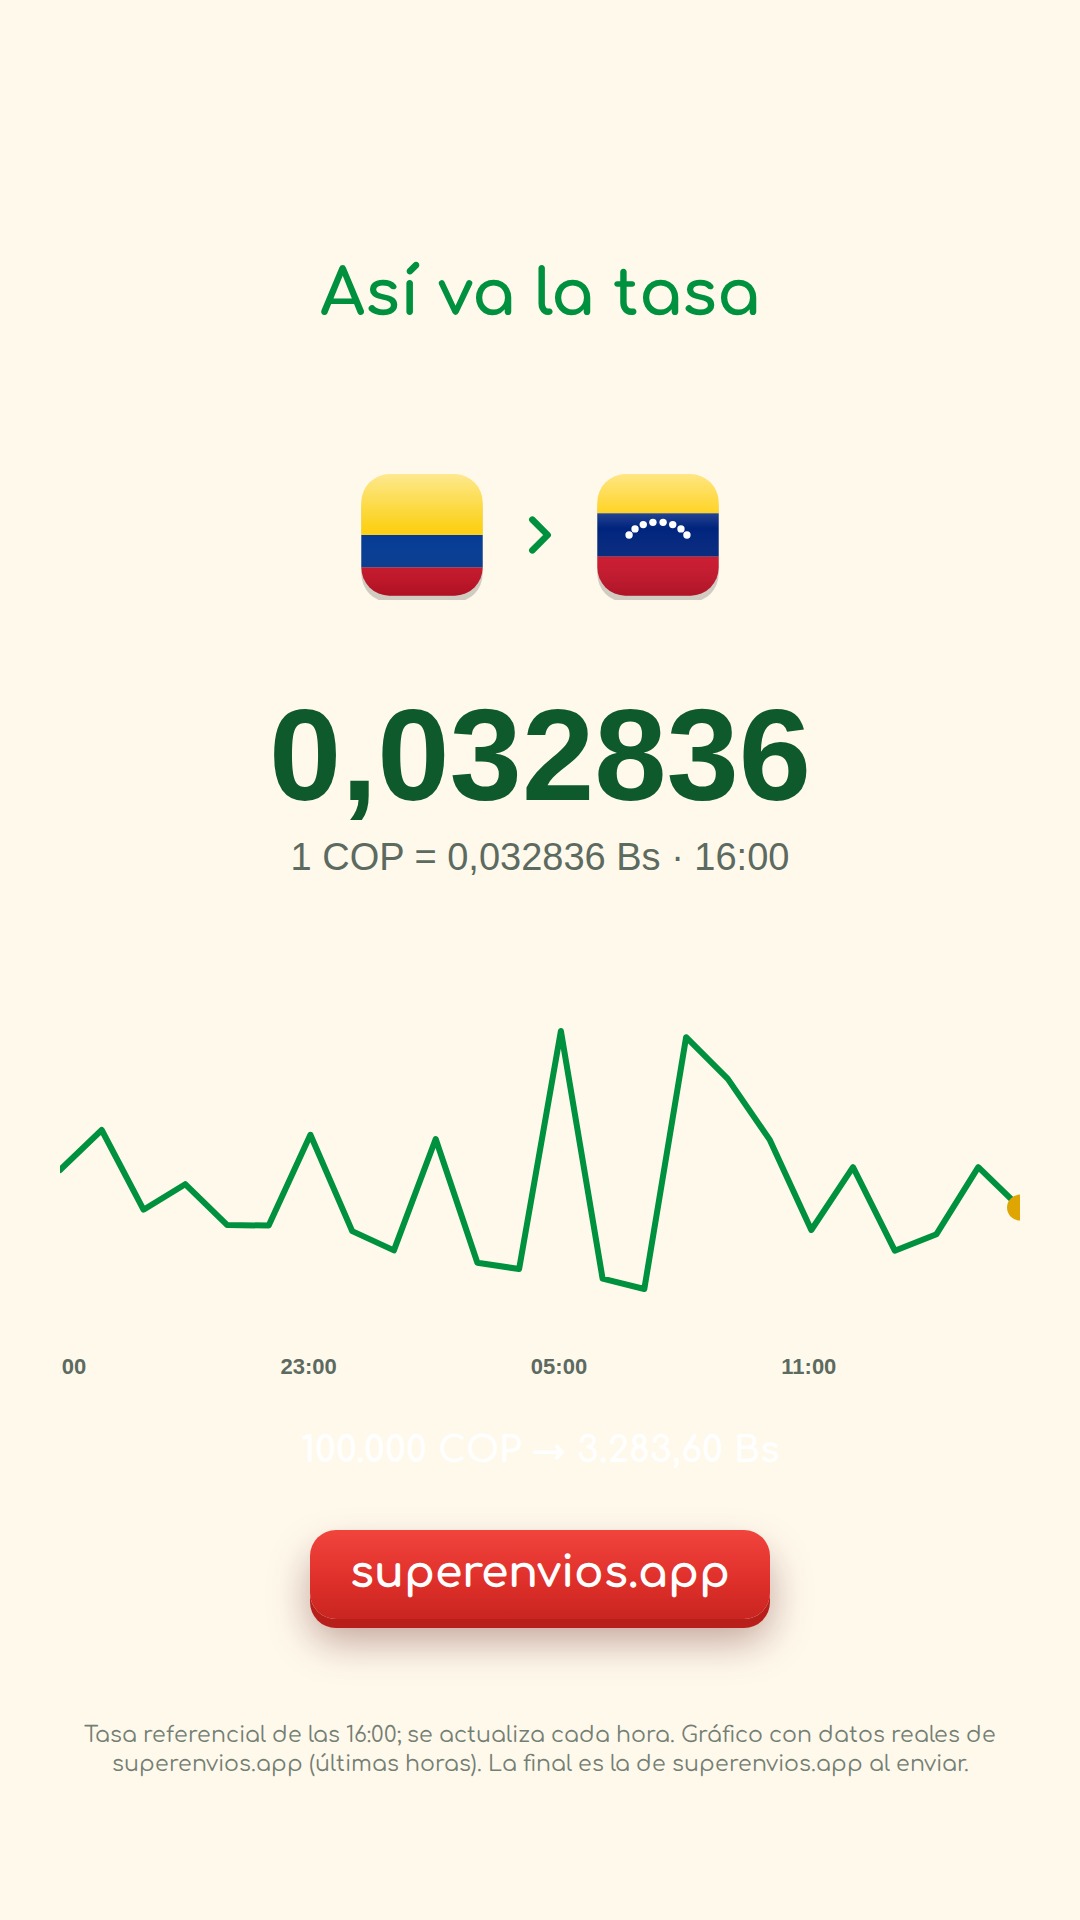 Así va la tasa
0,032836
1 COP = 0,032836 Bs · 16:00
00 23:00 05:00 11:00
100.000 COP → 3.283,60 Bs
superenvios.app
Tasa referencial de las 16:00; se actualiza cada hora. Gráfico con datos reales de
superenvios.app (últimas horas). La final es la de superenvios.app al enviar.